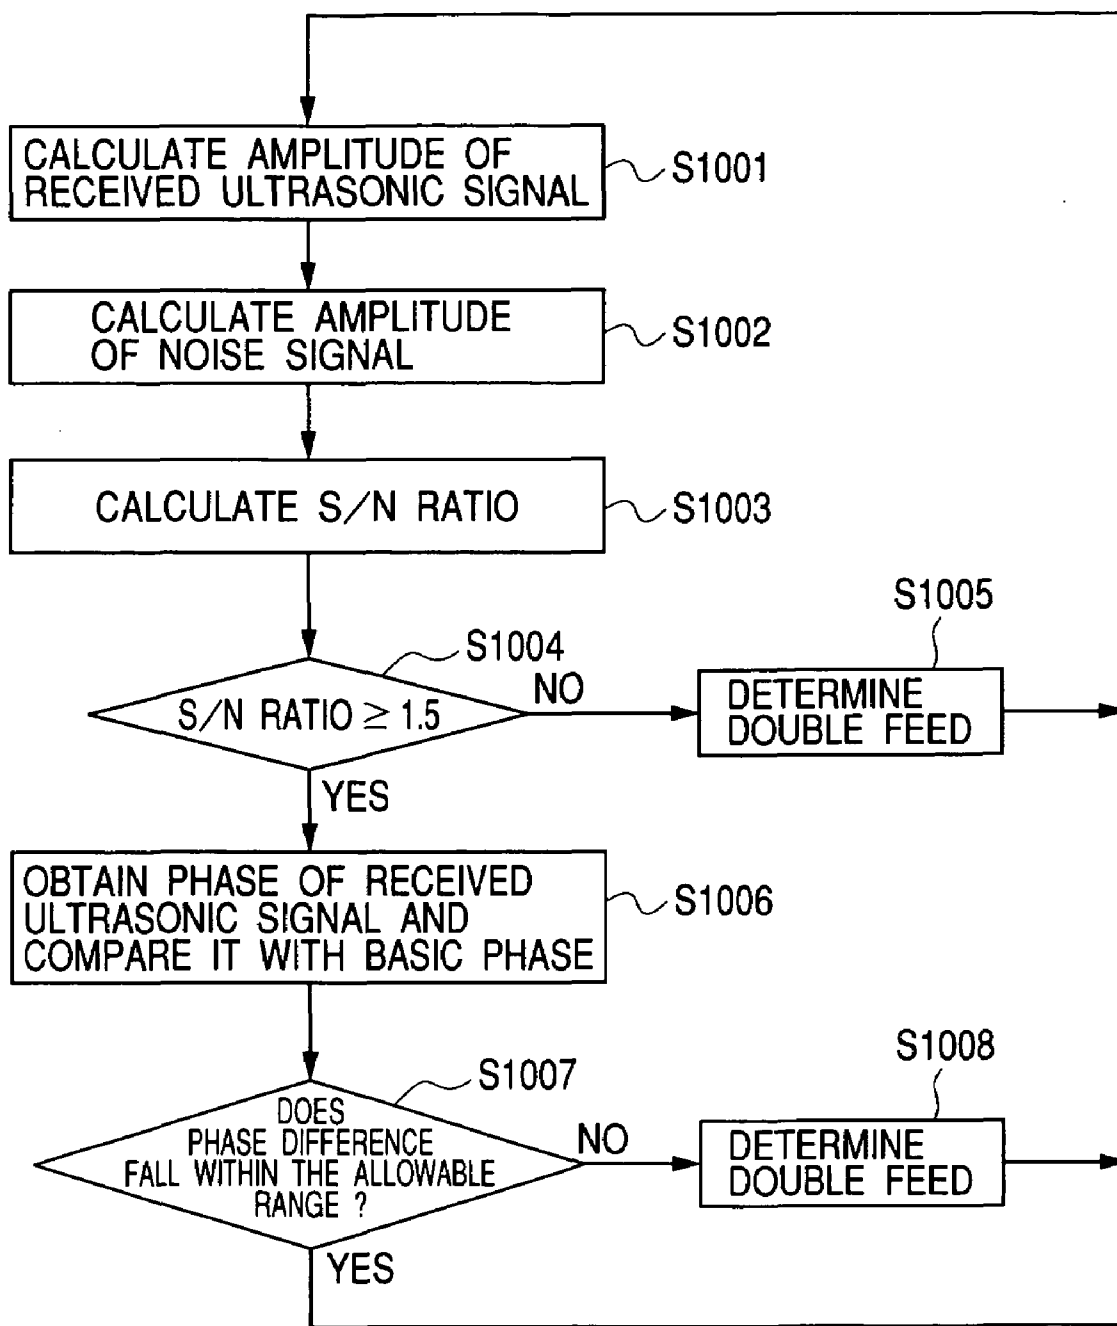 CALCULATE AMPLITUDE OF
RECEIVED ULTRASONIC SIGNAL
S1001
CALCULATE AMPLITUDE
OF NOISE SIGNAL
S1002
CALCULATE S/N RATIO
S1003
S1004
S/N RATIO ≥ 1.5
NO
S1005
DETERMINE
DOUBLE FEED
YES
OBTAIN PHASE OF RECEIVED
ULTRASONIC SIGNAL AND
COMPARE IT WITH BASIC PHASE
S1006
S1007
DOES
PHASE DIFFERENCE
FALL WITHIN THE ALLOWABLE
RANGE ?
NO
S1008
DETERMINE
DOUBLE FEED
YES